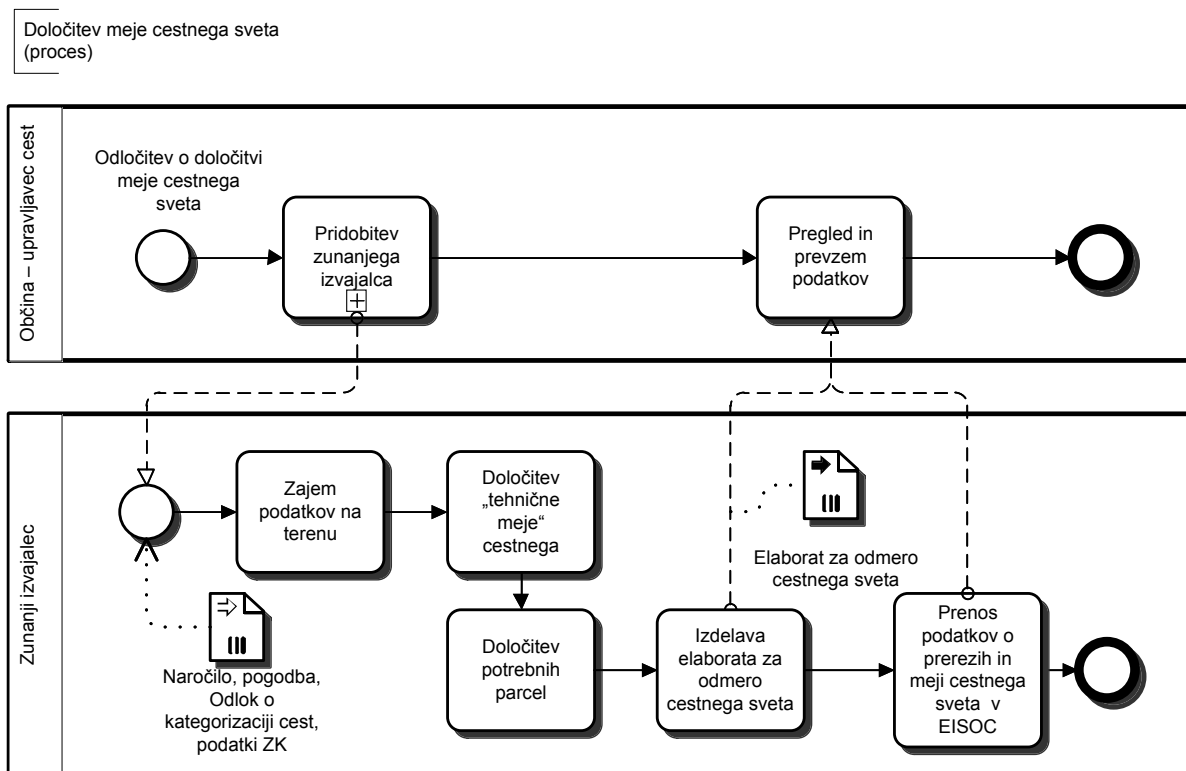 Določitev meje cestnega sveta
(proces)
Občina – upravljavec cest
Odločitev o določitvi
meje cestnega
sveta
Pridobitev
zunanjega
izvajalca
Pregled in
prevzem
podatkov
Zunanji izvajalec
Zajem
podatkov na
terenu
Določitev
„tehnične
meje“
cestnega
Elaborat za odmero
cestnega sveta
Naročilo, pogodba,
Odlok o
kategorizaciji cest,
podatki ZK
Določitev
potrebnih
parcel
Izdelava
elaborata za
odmero
cestnega sveta
Prenos
podatkov o
prerezih in
meji cestnega
sveta v
EISOC